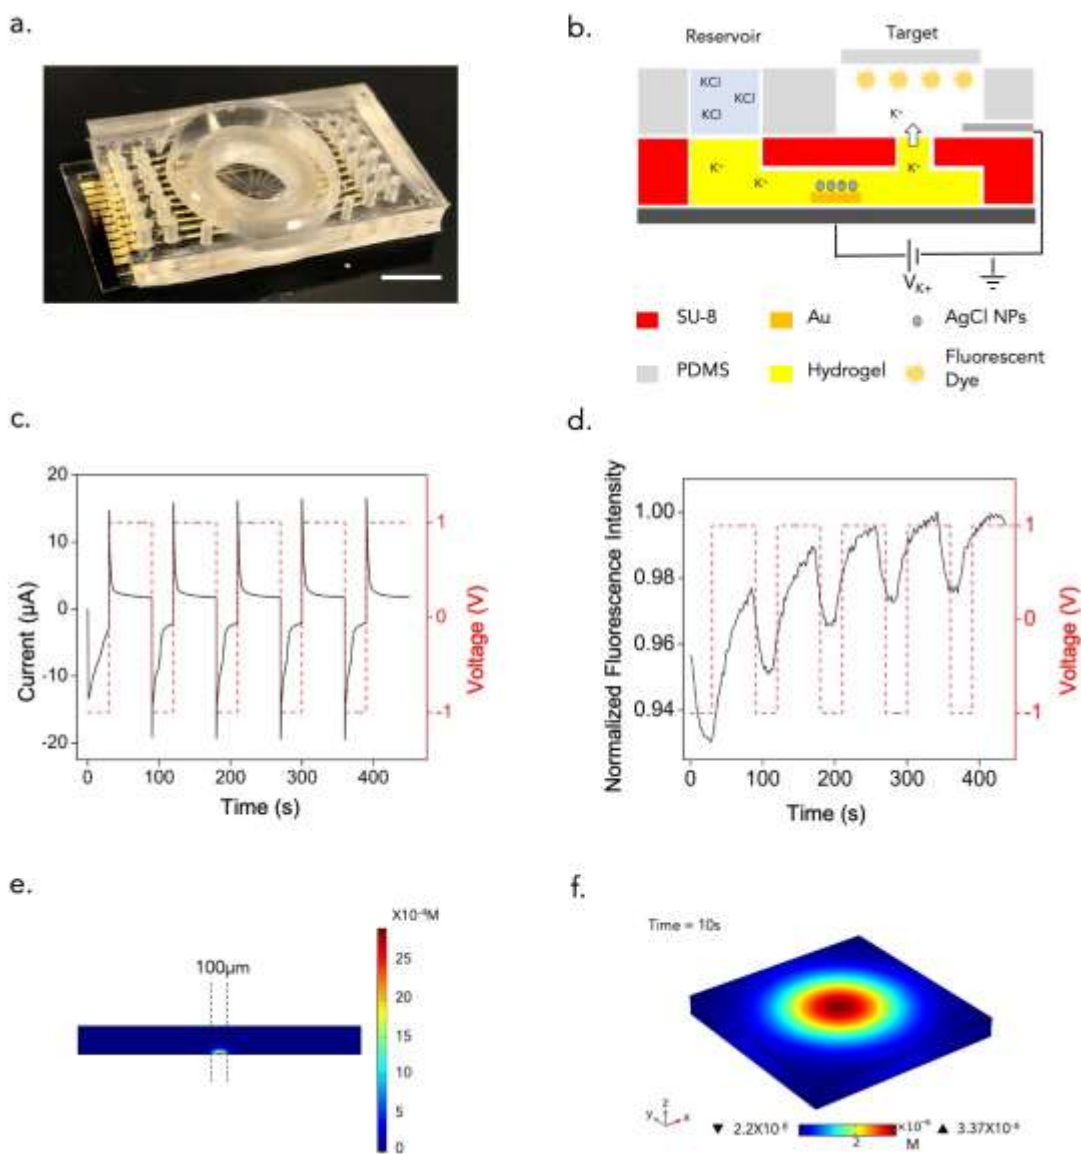 a.
b.
Reservoir
Target
KCl
KCl
KCl
K⁺
K⁺
K⁺
K⁺
V_K+
SU-8
Au
AgCl NPs
PDMS
Hydrogel
Fluorescent
Dye
c.
d.
Current (μA)
20
10
0
-10
-20
0
100
200
300
400
Time (s)
1
0
-1
Voltage (V)
Normalized Fluorescence Intensity
1.00
0.98
0.96
0.94
0
100
200
300
400
Time (s)
1
0
-1
Voltage (V)
e.
f.
100μm
25
20
15
10
5
0
Time = 10s
y
z
x
2
M